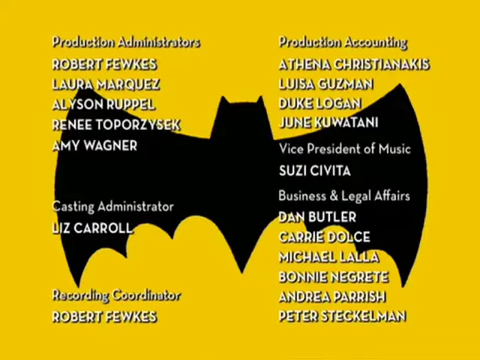 Production Administrators
ROBERT FEWKES
LAURA MARQUEZ
ALYSON RUPPEL
RENEE TOPORZYSEK
AMY WAGNER
Casting Administrator
LIZ CARROLL
Recording Coordinator
ROBERT FEWKES
Production Accounting
ATHENA CHRISTIANAKIS
LUISA GUZMAN
DUKE LOGAN
JUNE KUWATANI
Vice President of Music
SUZI CIVITA
Business & Legal Affairs
DAN BUTLER
CARRIE DOLCE
MICHAEL LALLA
BONNIE NEGRETE
ANDREA PARRISH
PETER STECKELMAN